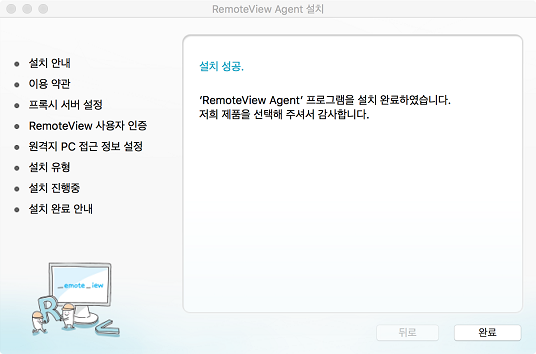 RemoteView Agent 설치
설치 안내
이용 약관
프록시 서버 설정
RemoteView 사용자 인증
원격지 PC 접근 정보 설정
설치 유형
설치 진행중
설치 완료 안내
설치 성공.
‘RemoteView Agent’ 프로그램을 설치 완료하였습니다.
저희 제품을 선택해 주셔서 감사합니다.
_emote_iew
R
V
뒤로
완료